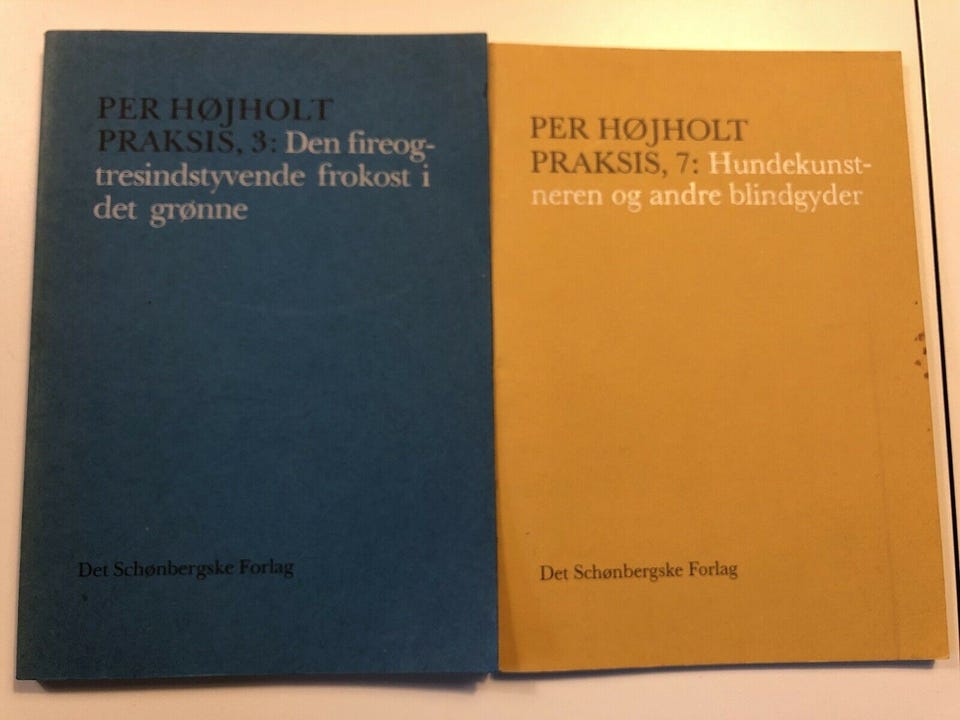 PER HØJHOLT
PRAKSIS, 3: Den fireog-
tresindstyvende frokost i
det grønne
Det Schønbergske Forlag
PER HØJHOLT
PRAKSIS, 7: Hundekunst-
neren og andre blindgyder
Det Schønbergske Forlag